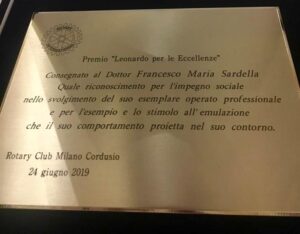 Premio "Leonardo per le Eccellenze"
Consegnato al Dottor Francesco Maria Sardella
Quale riconoscimento per l'impegno sociale
nello svolgimento del suo esemplare operato professionale
e per l'esempio e lo stimolo all'emulazione
che il suo comportamento proietta nel suo contorno.
Rotary Club Milano Cordusio
24 giugno 2019